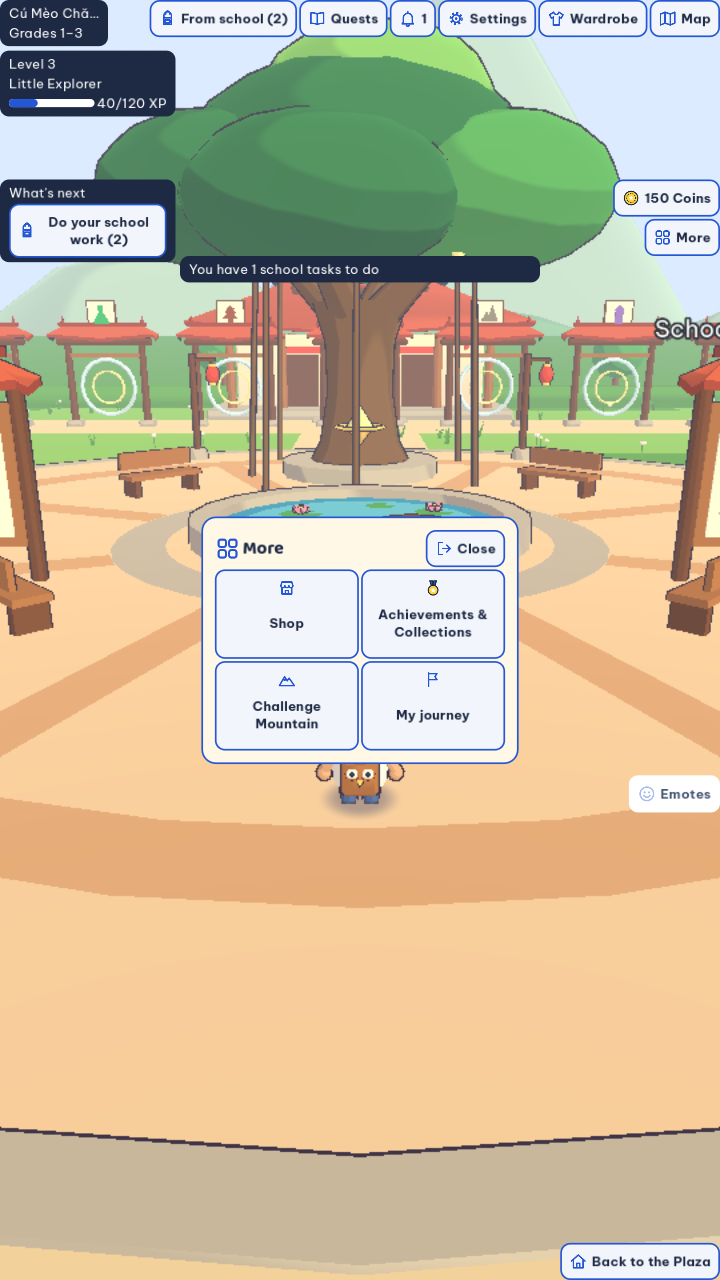 Cú Mèo Chă...
Grades 1-3
From school (2)
Quests
1
Settings
Wardrobe
Map
Level 3
Little Explorer
40/120 XP
What's next
Do your school
work (2)
150 Coins
More
You have 1 school tasks to do
More
Close
Shop
Achievements &
Collections
Challenge
Mountain
My journey
Emotes
Back to the Plaza